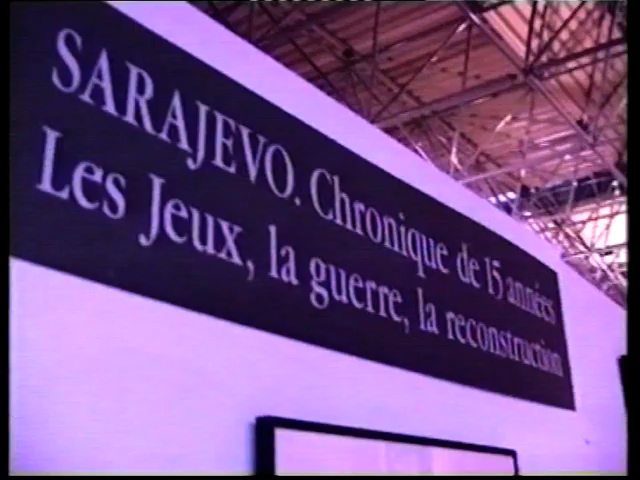 SARAJEVO. Chronique de 15 années
Les Jeux, la guerre, la reconstruction